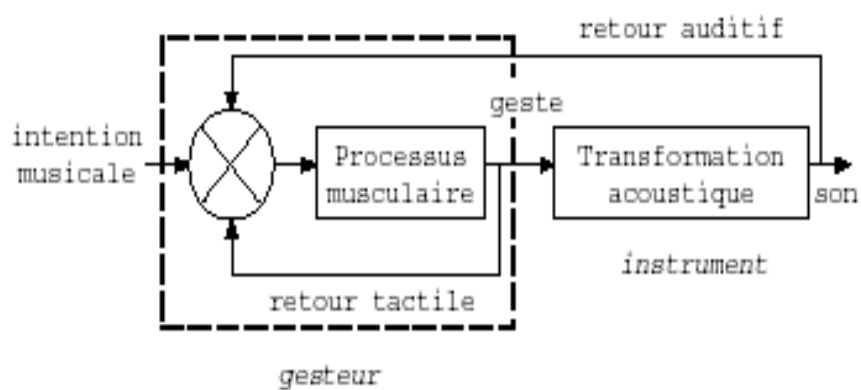 retour auditif
geste
intention
musicale
Processus
musculaire
Transformation
acoustique
son
instrument
retour tactile
gesteur